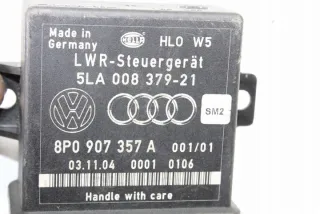 Made in
Germany
HELLA
HLO W5
LWR-Steuergerät
5LA 008 379-21
SM2
8P0 907 357 A 001/01
03.11.04 0001 0106
Handle with care